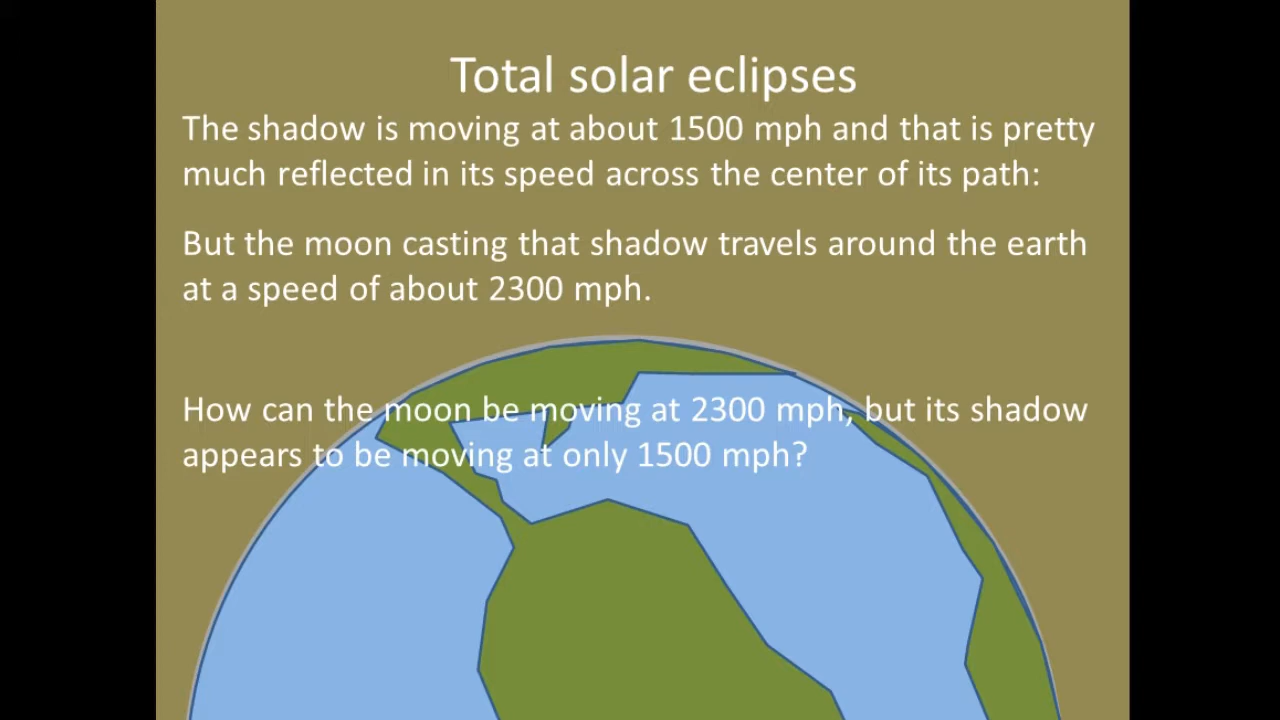 Total solar eclipses
The shadow is moving at about 1500 mph and that is pretty
much reflected in its speed across the center of its path:
But the moon casting that shadow travels around the earth
at a speed of about 2300 mph.
How can the moon be moving at 2300 mph, but its shadow
appears to be moving at only 1500 mph?